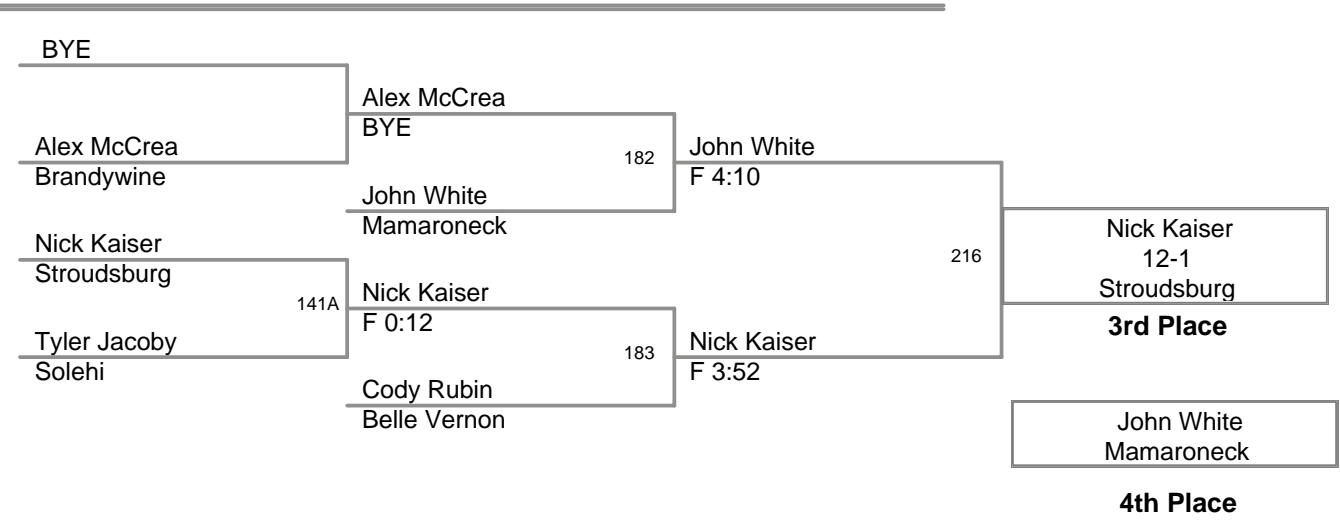 BYE
Alex McCrea
BYE
Alex McCrea
Brandywine
182
John White
F 4:10
John White
Mamaroneck
Nick Kaiser
Stroudsburg
216
Nick Kaiser
12-1
Stroudsburg
3rd Place
141A
Nick Kaiser
F 0:12
Tyler Jacoby
Solehi
183
Nick Kaiser
F 3:52
Cody Rubin
Belle Vernon
John White
Mamaroneck
4th Place